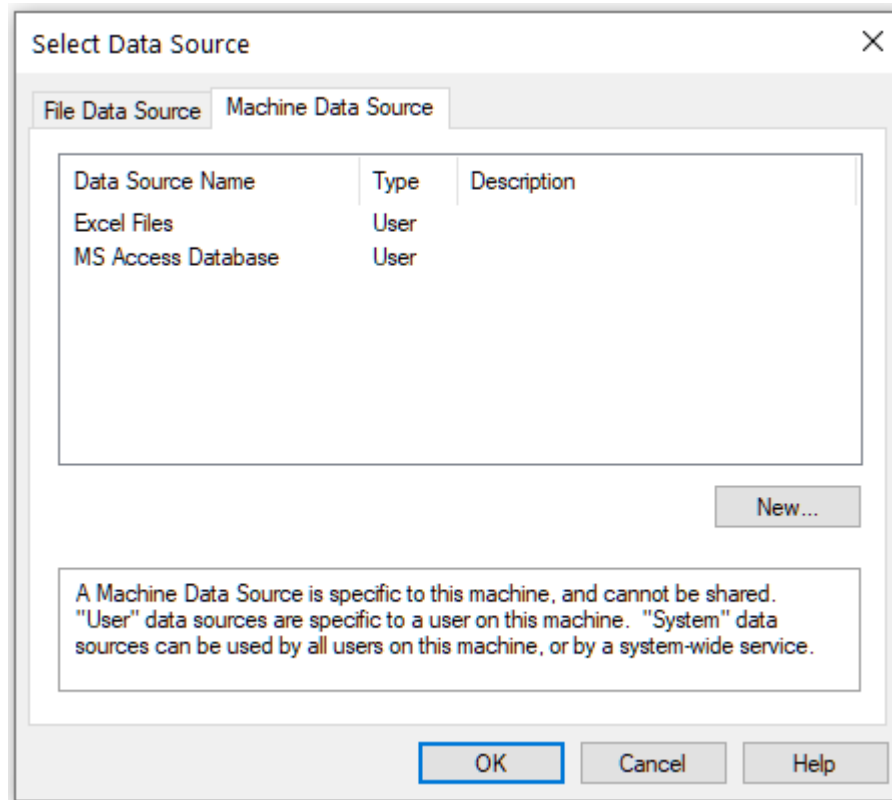 Select Data Source
File Data Source Machine Data Source
Data Source Name Type Description
Excel Files User
MS Access Database User
New...
A Machine Data Source is specific to this machine, and cannot be shared.
"User" data sources are specific to a user on this machine.  "System" data
sources can be used by all users on this machine, or by a system-wide service.
OK Cancel Help